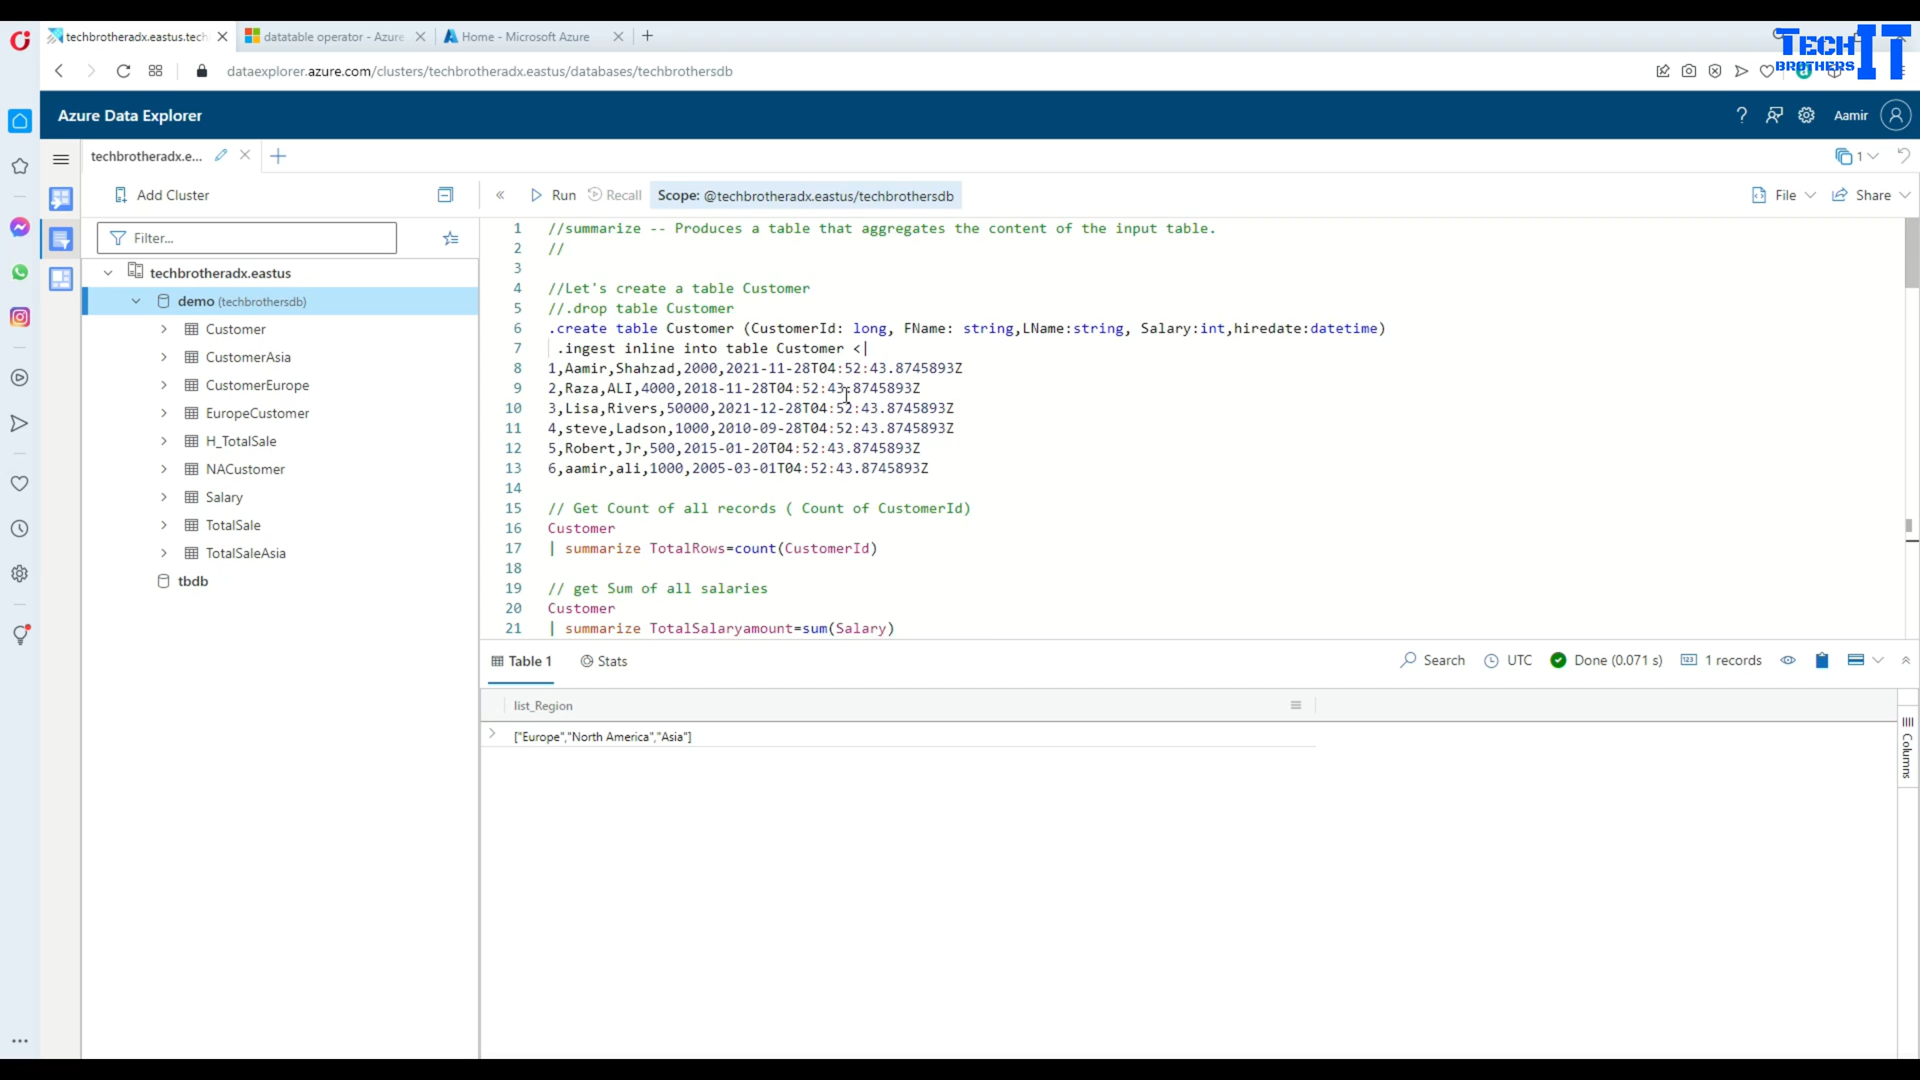 techbrotheradx.eastus.tech
datatable operator - Azure
Home - Microsoft Azure
TECH IT
BROTHERS
dataexplorer.azure.com/clusters/techbrotheradx.eastus/databases/techbrothersdb
Azure Data Explorer
? Aamir
techbrotheradx.e...
1
Add Cluster
Run
Recall
Scope: @techbrotheradx.eastus/techbrothersdb
File
Share
Filter...
techbrotheradx.eastus
demo (techbrothersdb)
Customer
CustomerAsia
CustomerEurope
EuropeCustomer
H_TotalSale
NACustomer
Salary
TotalSale
TotalSaleAsia
tbdb
1 //summarize -- Produces a table that aggregates the content of the input table.
2 //
3
4 //Let's create a table Customer
5 //.drop table Customer
6 .create table Customer (CustomerId: long, FName: string,LName:string, Salary:int,hiredate:datetime)
7 .ingest inline into table Customer <|
8 1,Aamir,Shahzad,2000,2021-11-28T04:52:43.8745893Z
9 2,Raza,ALI,4000,2018-11-28T04:52:43.8745893Z
10 3,Lisa,Rivers,50000,2021-12-28T04:52:43.8745893Z
11 4,steve,Ladson,1000,2010-09-28T04:52:43.8745893Z
12 5,Robert,Jr,500,2015-01-20T04:52:43.8745893Z
13 6,aamir,ali,1000,2005-03-01T04:52:43.8745893Z
14
15 // Get Count of all records ( Count of CustomerId)
16 Customer
17 | summarize TotalRows=count(CustomerId)
18
19 // get Sum of all salaries
20 Customer
21 | summarize TotalSalaryamount=sum(Salary)
Table 1
Stats
Search
UTC
Done (0.071 s)
1 records
list_Region
["Europe","North America","Asia"]
Columns